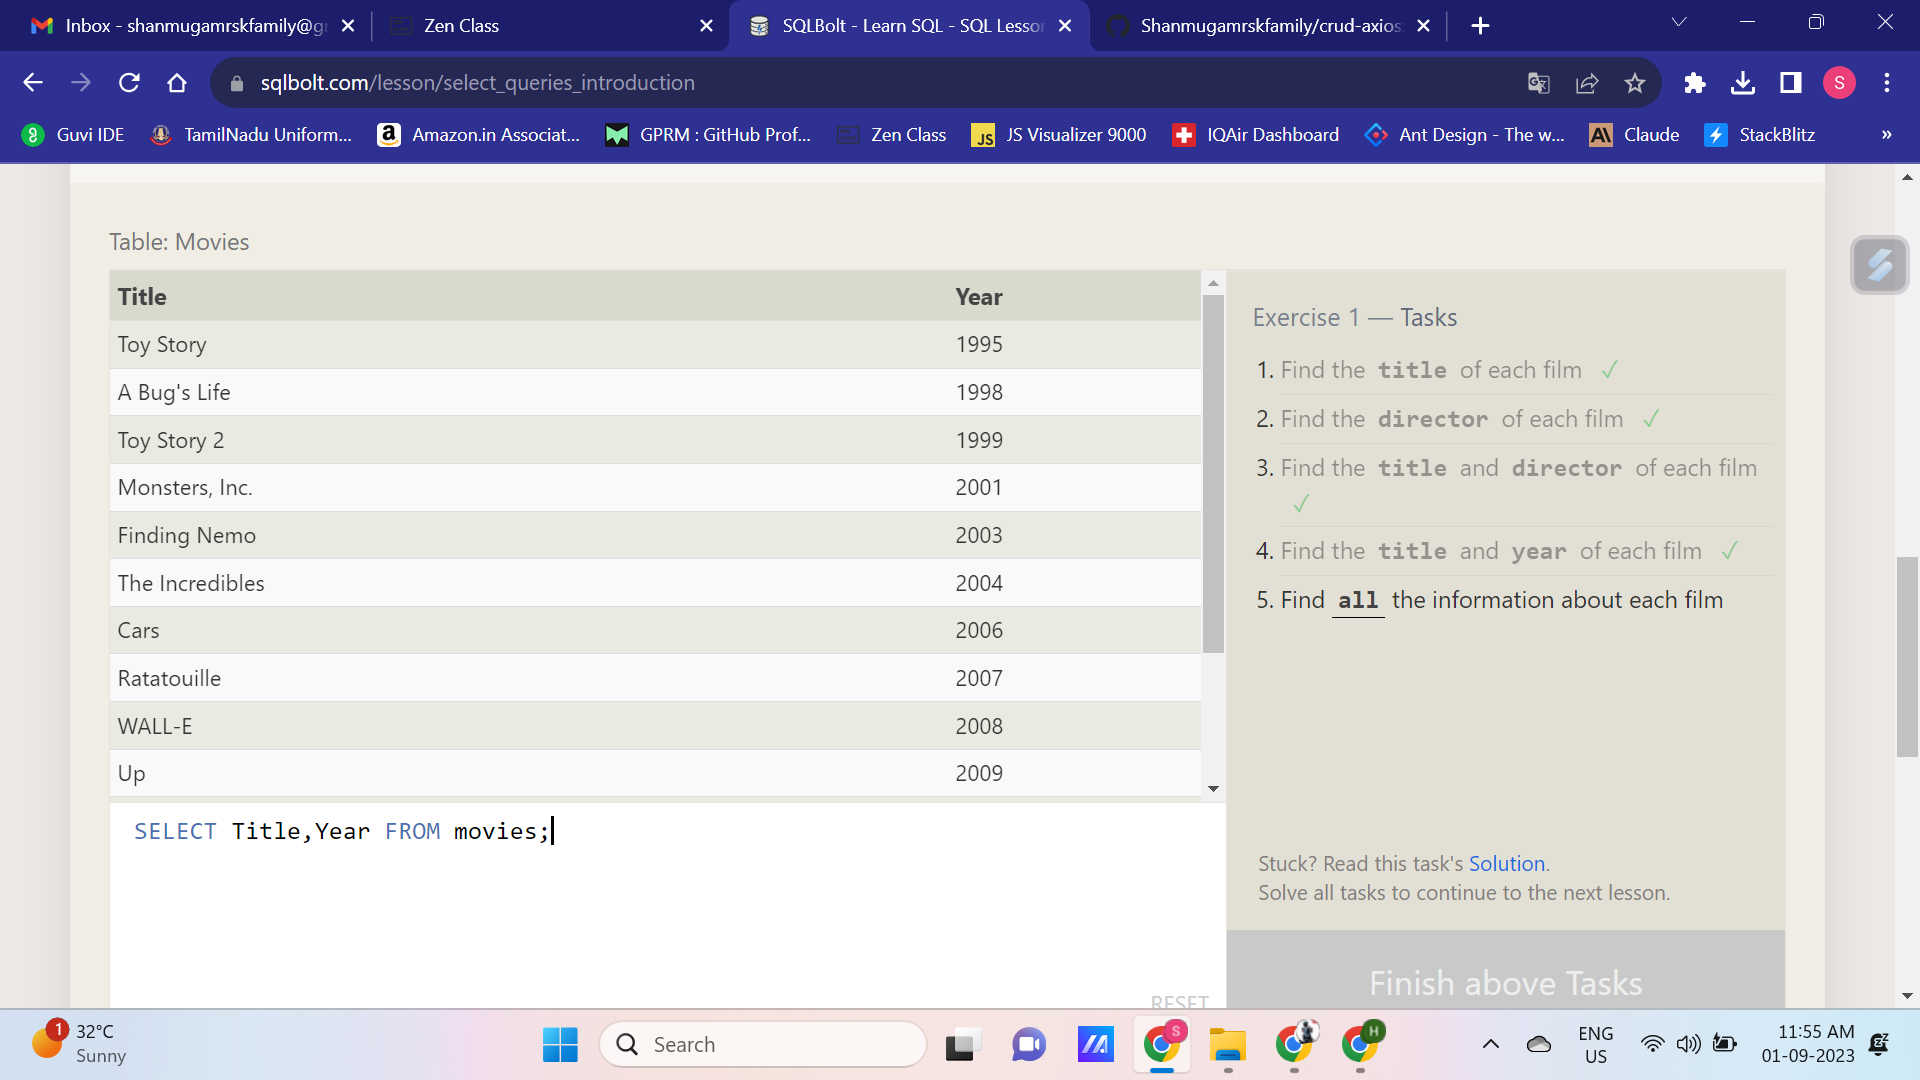 Inbox - shanmugamrskfamily@g
Zen Class
SQLBolt - Learn SQL - SQL Lesson
Shanmugamrskfamily/crud-axios
sqlbolt.com/lesson/select_queries_introduction
S
Guvi IDE
TamilNadu Uniform...
Amazon.in Associat...
GPRM : GitHub Prof...
Zen Class
JS Visualizer 9000
IQAir Dashboard
Ant Design - The w...
Claude
StackBlitz
»
Table: Movies
Title Year
Toy Story 1995
A Bug's Life 1998
Toy Story 2 1999
Monsters, Inc. 2001
Finding Nemo 2003
The Incredibles 2004
Cars 2006
Ratatouille 2007
WALL-E 2008
Up 2009
SELECT Title,Year FROM movies;
RESET
Exercise 1 — Tasks
1. Find the title of each film ✓
2. Find the director of each film ✓
3. Find the title and director of each film
✓
4. Find the title and year of each film ✓
5. Find all the information about each film
Stuck? Read this task's Solution.
Solve all tasks to continue to the next lesson.
Finish above Tasks
1
32°C
Sunny
Search
S
H
ENG
US
11:55 AM
01-09-2023